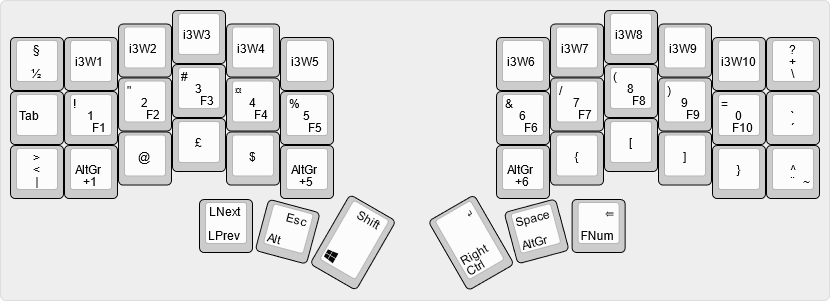 §
½
i3W1
i3W2
i3W3
i3W4
i3W5
i3W6
i3W7
i3W8
i3W9
i3W10
?
+
\
Tab
!
1
F1
"
2
F2
#
3
F3
¤
4
F4
%
5
F5
&
6
F6
/
7
F7
(
8
F8
)
9
F9
=
0
F10
`
´
>
<
|
AltGr
+1
@
£
$
AltGr
+5
AltGr
+6
{
[
]
}
^
¨ ~
LNext
LPrev
Esc
Alt
Shift
↵
Right
Ctrl
Space
AltGr
⇐
FNum